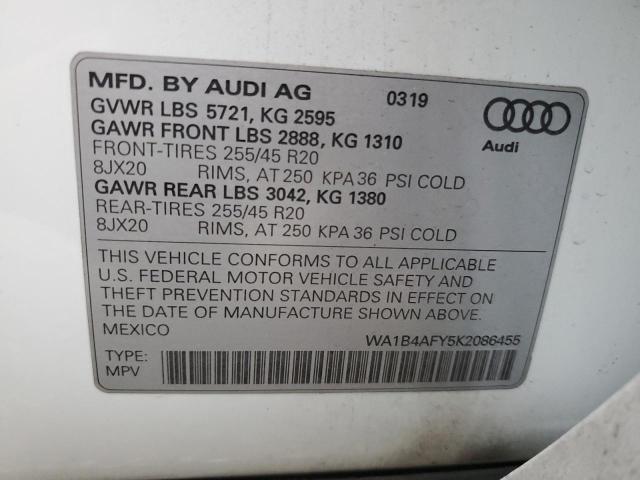 MFD. BY AUDI AG 0319
GVWR LBS 5721, KG 2595
GAWR FRONT LBS 2888, KG 1310
FRONT-TIRES 255/45 R20
8JX20 RIMS, AT 250 KPA 36 PSI COLD
GAWR REAR LBS 3042, KG 1380
REAR-TIRES 255/45 R20
8JX20 RIMS, AT 250 KPA 36 PSI COLD
Audi
THIS VEHICLE CONFORMS TO ALL APPLICABLE
U.S. FEDERAL MOTOR VEHICLE SAFETY AND
THEFT PREVENTION STANDARDS IN EFFECT ON
THE DATE OF MANUFACTURE SHOWN ABOVE.
MEXICO WA1B4AFY5K2086455
TYPE:
MPV